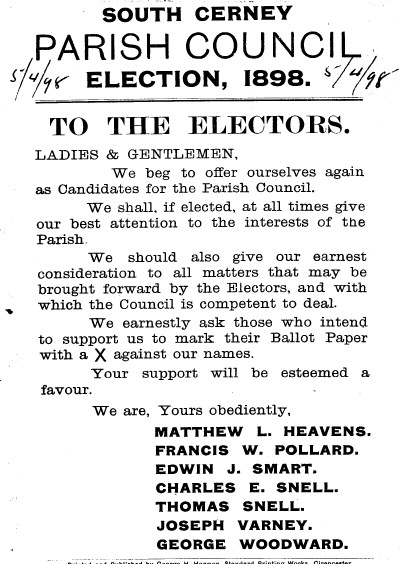 SOUTH CERNEY
PARISH COUNCIL
5/4/98 ELECTION, 1898. 5/4/98
TO THE ELECTORS.
LADIES & GENTLEMEN,
We beg to offer ourselves again
as Candidates for the Parish Council.
We shall, if elected, at all times give
our best attention to the interests of the
Parish.
We should also give our earnest
consideration to all matters that may be
brought forward by the Electors, and with
which the Council is competent to deal.
We earnestly ask those who intend
to support us to mark their Ballot Paper
with a X against our names.
Your support will be esteemed a
favour.
We are, Yours obediently,
MATTHEW L. HEAVENS.
FRANCIS W. POLLARD.
EDWIN J. SMART.
CHARLES E. SNELL.
THOMAS SNELL.
JOSEPH VARNEY.
GEORGE WOODWARD.
Printed and Published by George H. Harmer, Standard Printing Works, Cirencester.